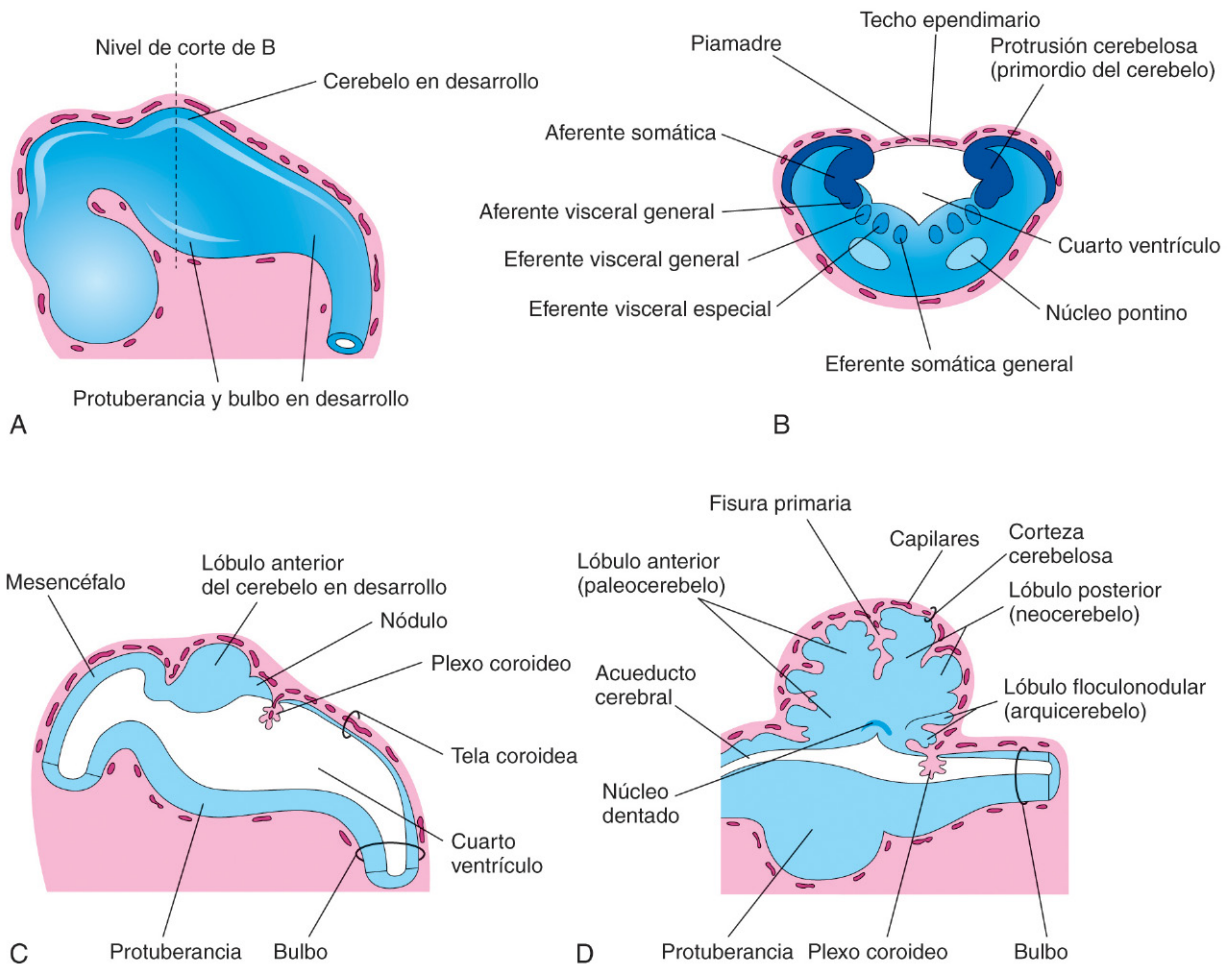 Nivel de corte de B
Cerebelo en desarrollo
Protuberancia y bulbo en desarrollo
A
Techo ependimario
Piamadre
Protrusión cerebelosa
(primordio del cerebelo)
Aferente somática
Aferente visceral general
Eferente visceral general
Eferente visceral especial
Cuarto ventrículo
Núcleo pontino
Eferente somática general
B
Mesencéfalo
Lóbulo anterior
del cerebelo en desarrollo
Nódulo
Plexo coroideo
Tela coroidea
Cuarto
ventrículo
Protuberancia
Bulbo
C
Fisura primaria
Capilares
Corteza
cerebelosa
Lóbulo anterior
(paleocerebelo)
Lóbulo posterior
(neocerebelo)
Acueducto
cerebral
Lóbulo floculonodular
(arquicerebelo)
Núcleo
dentado
Protuberancia
Plexo coroideo
Bulbo
D